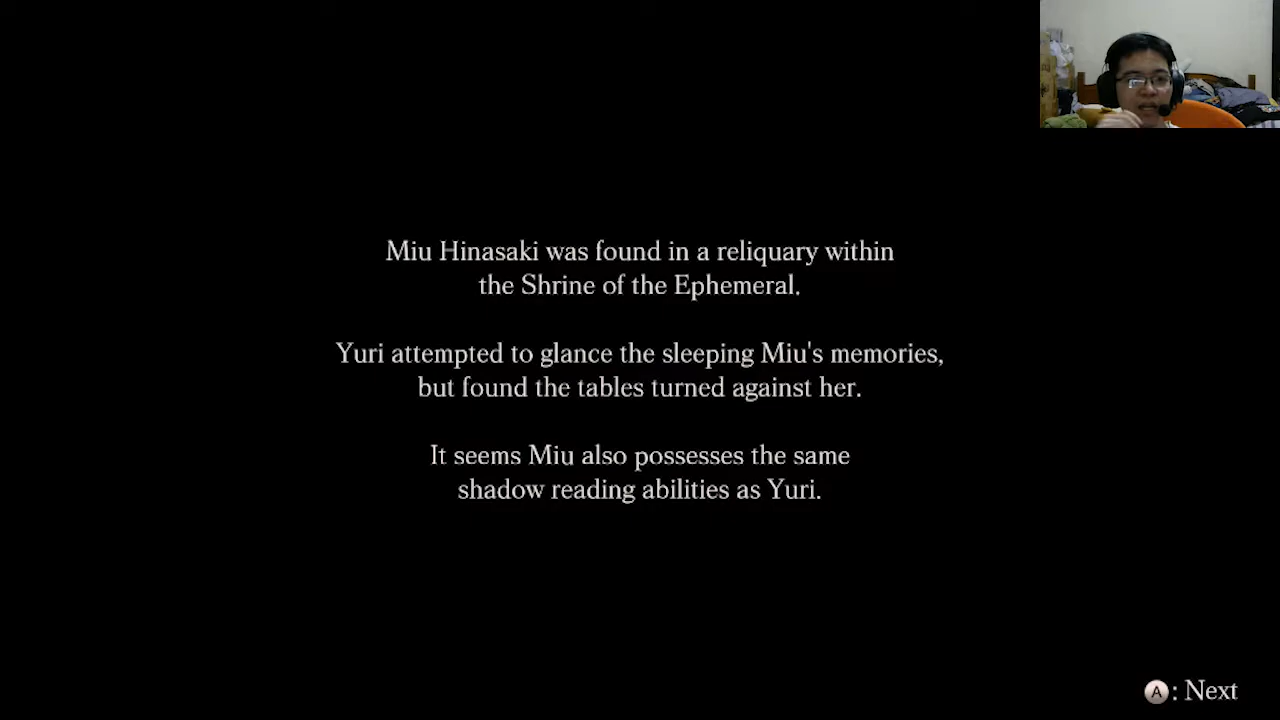 Miu Hinasaki was found in a reliquary within
the Shrine of the Ephemeral.
Yuri attempted to glance the sleeping Miu's memories,
but found the tables turned against her.
It seems Miu also possesses the same
shadow reading abilities as Yuri.
A: Next